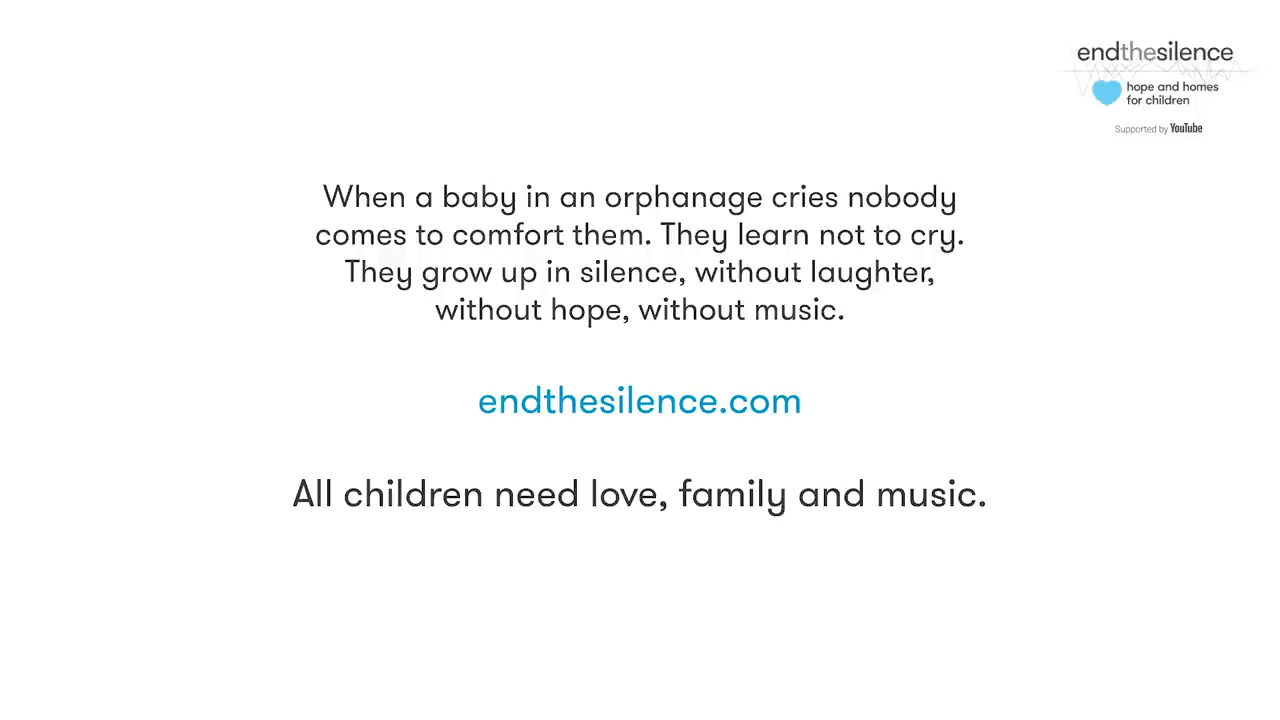 endthesilence
hope and homes
for children
Supported by YouTube
When a baby in an orphanage cries nobody
comes to comfort them. They learn not to cry.
They grow up in silence, without laughter,
without hope, without music.
endthesilence.com
All children need love, family and music.